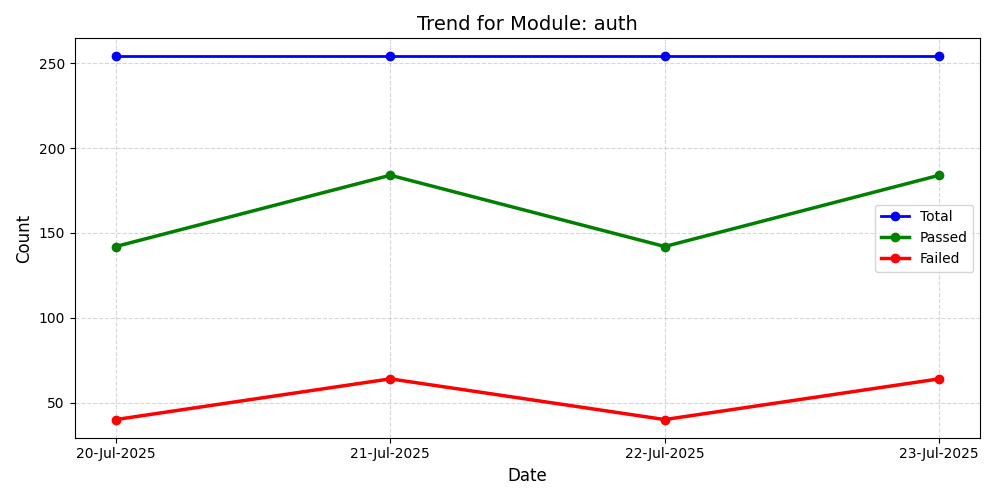 Trend for Module: auth
Count
250
200
150
100
50
Total
Passed
Failed
20-Jul-2025 21-Jul-2025 22-Jul-2025 23-Jul-2025
Date